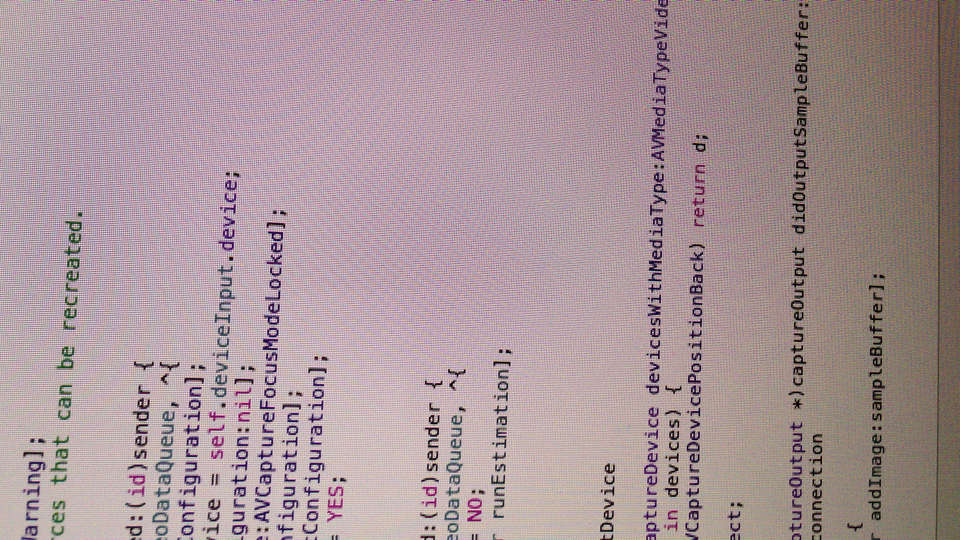 Warning];
rces that can be recreated.
ed:(id)sender {
eoDataQueue, ^{
Configuration];
vice = self.deviceInput.device;
iguration:nil];
e:AVCaptureFocusModeLocked];
nfiguration];
tConfiguration];
= YES;
d:(id)sender {
eoDataQueue, ^{
= NO;
r runEstimation];
tDevice
aptureDevice devicesWithMediaType:AVMediaTypeVide
in devices) {
VCaptureDevicePositionBack) return d;
ect;
ptureOutput *)captureOutput didOutputSampleBuffer:
connection
{
r addImage:sampleBuffer];